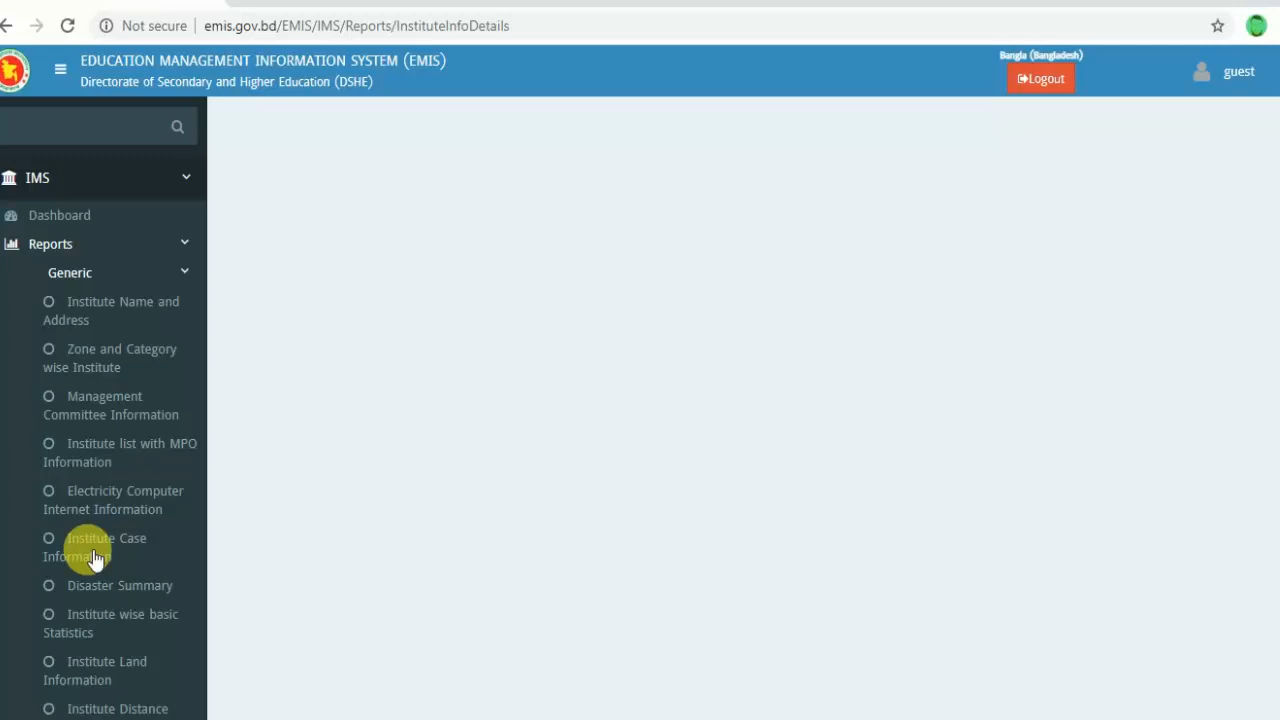 Not secure
emis.gov.bd/EMIS/IMS/Reports/InstituteInfoDetails
EDUCATION MANAGEMENT INFORMATION SYSTEM (EMIS)
Directorate of Secondary and Higher Education (DSHE)
Bangla (Bangladesh)
Logout
guest
IMS
Dashboard
Reports
Generic
Institute Name and
Address
Zone and Category
wise Institute
Management
Committee Information
Institute list with MPO
Information
Electricity Computer
Internet Information
Institute Case
Information
Disaster Summary
Institute wise basic
Statistics
Institute Land
Information
Institute Distance